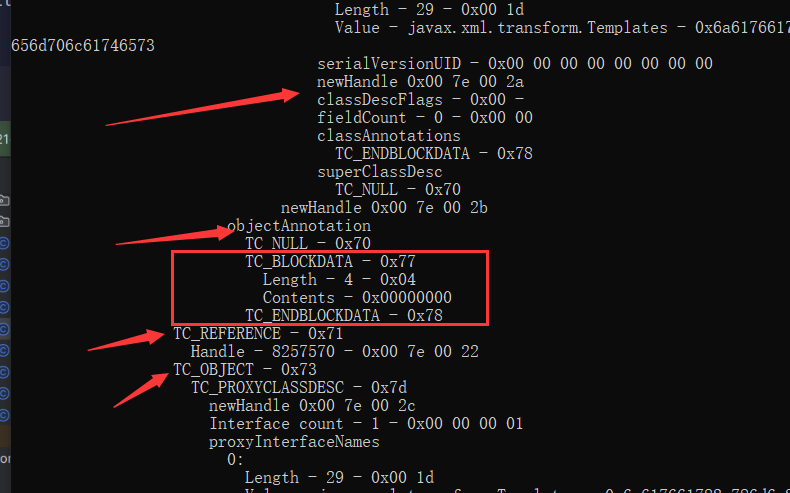 Length - 29 - 0x00 1d
Value - javax.xml.transform.Templates - 0x6a6176617
656d706c61746573
serialVersionUID - 0x00 00 00 00 00 00 00 00
newHandle 0x00 7e 00 2a
classDescFlags - 0x00 -
fieldCount - 0 - 0x00 00
classAnnotations
TC_ENDBLOCKDATA - 0x78
superClassDesc
TC_NULL - 0x70
newHandle 0x00 7e 00 2b
objectAnnotation
TC_NULL - 0x70
TC_BLOCKDATA - 0x77
Length - 4 - 0x04
Contents - 0x00000000
TC_ENDBLOCKDATA - 0x78
TC_REFERENCE - 0x71
Handle - 8257570 - 0x00 7e 00 22
TC_OBJECT - 0x73
TC_PROXYCLASSDESC - 0x7d
newHandle 0x00 7e 00 2c
Interface count - 1 - 0x00 00 00 01
proxyInterfaceNames
0:
Length - 29 - 0x00 1d